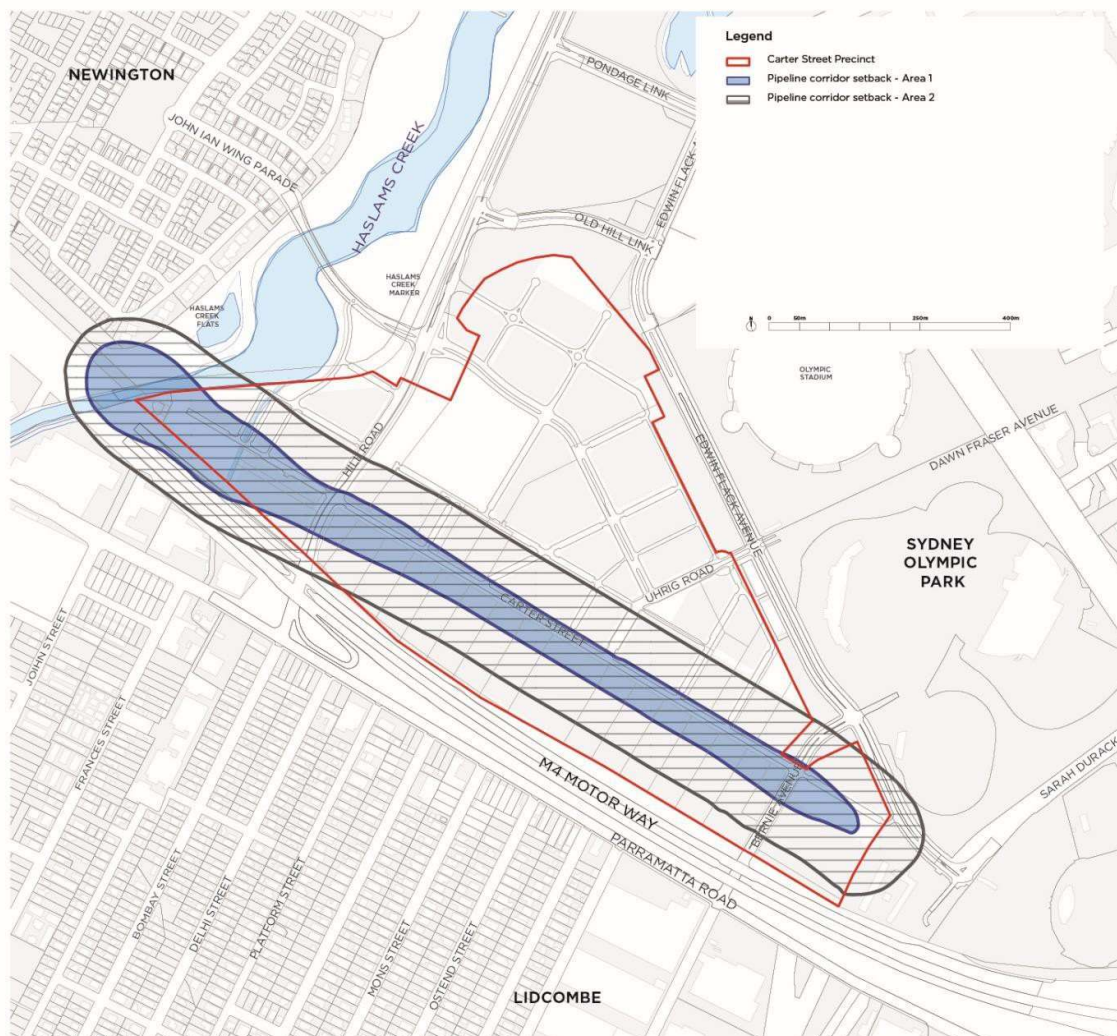 Legend
Carter Street Precinct
Pipeline corridor setback - Area 1
Pipeline corridor setback - Area 2
N
0
50m
250m
400m
NEWINGTON
JOHN IAN WING PARADE
HASLAMS CREEK
PONDAGE LINK
EDWIN FLACK A
OLD HILL LINK
HASLAMS
CREEK
MARKER
HASLAMS
CREEK
FLATS
OLYMPIC
STADIUM
DAWN FRASER AVENUE
HILL ROAD
EDWIN FLACK AVENUE
SYDNEY
OLYMPIC
PARK
UHRIG ROAD
CARTER STREET
JOIHN STREET
FRANCES STREET
SARAH DURACK
M4 MOTOR WAY
BERNIE AVENUE
PARRAMATTA ROAD
BOMBAY STREET
DELHI STREET
PLATFORM STREET
MONS STREET
OSTEND STREET
LIDCOMBE